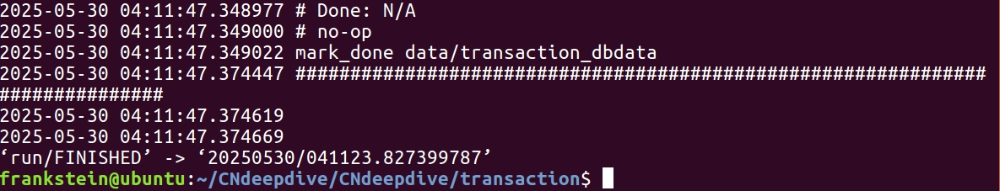 2025-05-30 04:11:47.348977 # Done: N/A
2025-05-30 04:11:47.349000 # no-op
2025-05-30 04:11:47.349022 mark_done data/transaction_dbdata
2025-05-30 04:11:47.374447 ################################################################
###############
2025-05-30 04:11:47.374619
2025-05-30 04:11:47.374669
‘run/FINISHED’ -> ‘20250530/041123.827399787’
frankstein@ubuntu:~/CNdeepdive/CNdeepdive/transaction$